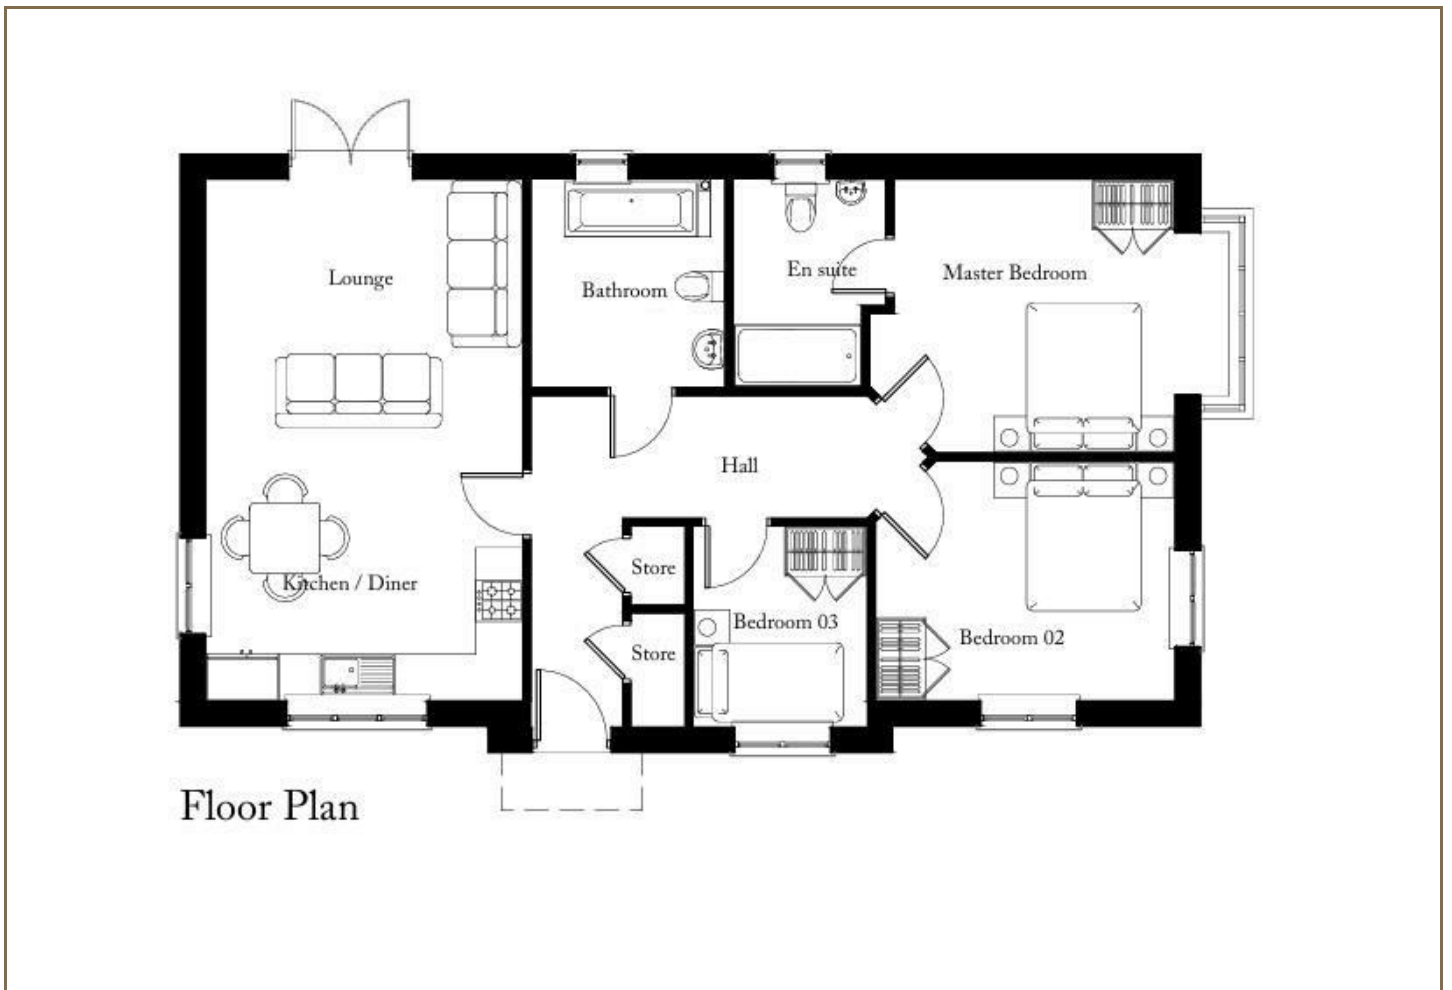 Lounge
Bathroom
En suite
Master Bedroom
Hall
Kitchen / Diner
Store
Store
Bedroom 03
Bedroom 02
Floor Plan